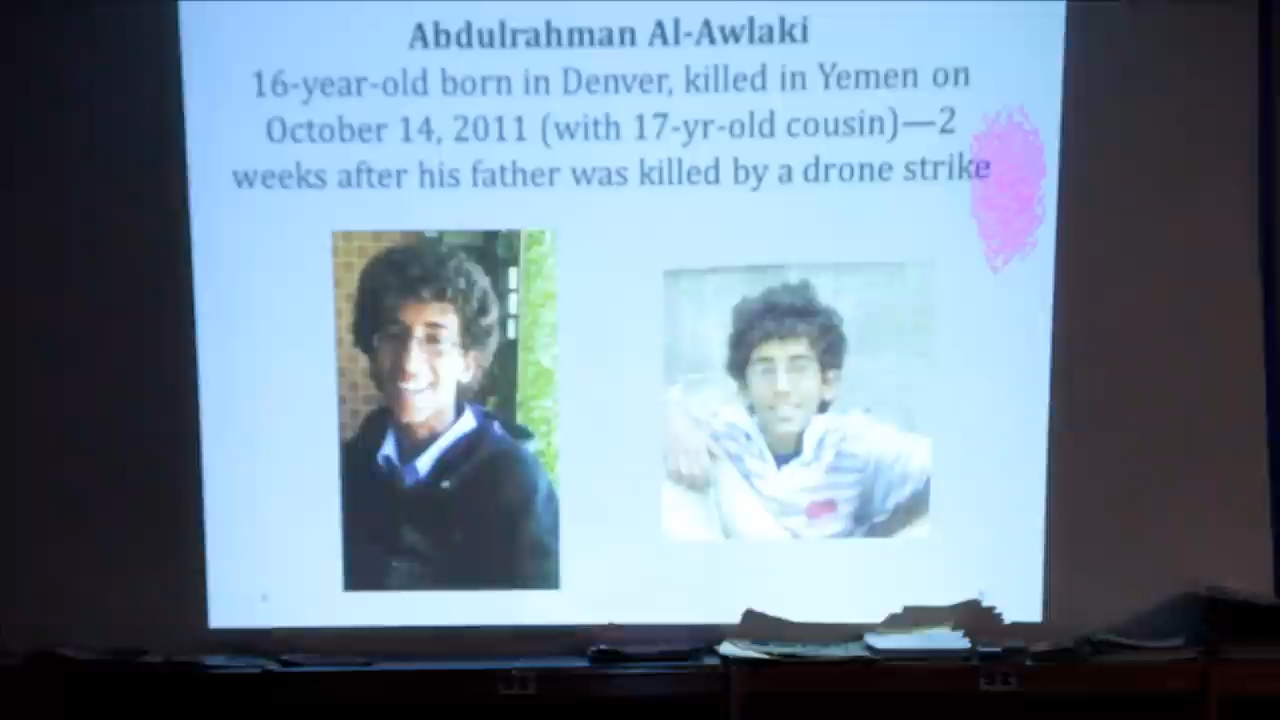 Abdulrahman Al-Awlaki
16-year-old born in Denver, killed in Yemen on
October 14, 2011 (with 17-yr-old cousin)—2
weeks after his father was killed by a drone strike